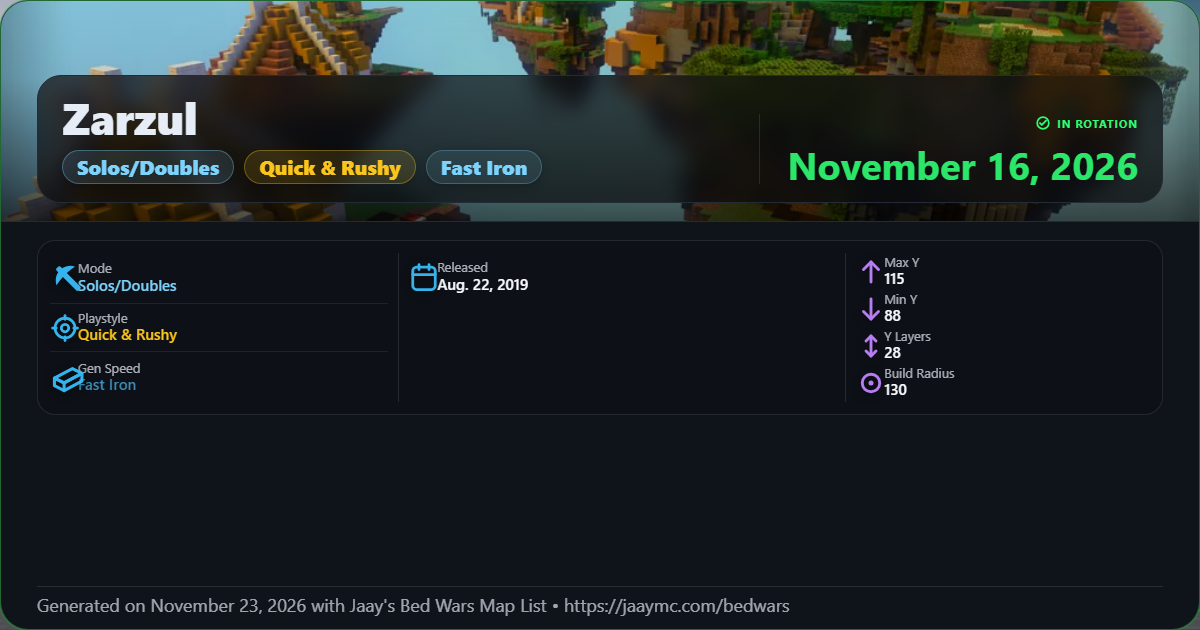 Zarzul
Solos/Doubles
Quick & Rushy
Fast Iron
IN ROTATION
November 16, 2026
Mode
Solos/Doubles
Playstyle
Quick & Rushy
Gen Speed
Fast Iron
Released
Aug. 22, 2019
Max Y
115
Min Y
88
Y Layers
28
Build Radius
130
Generated on November 23, 2026 with Jaay's Bed Wars Map List • https://jaaymc.com/bedwars